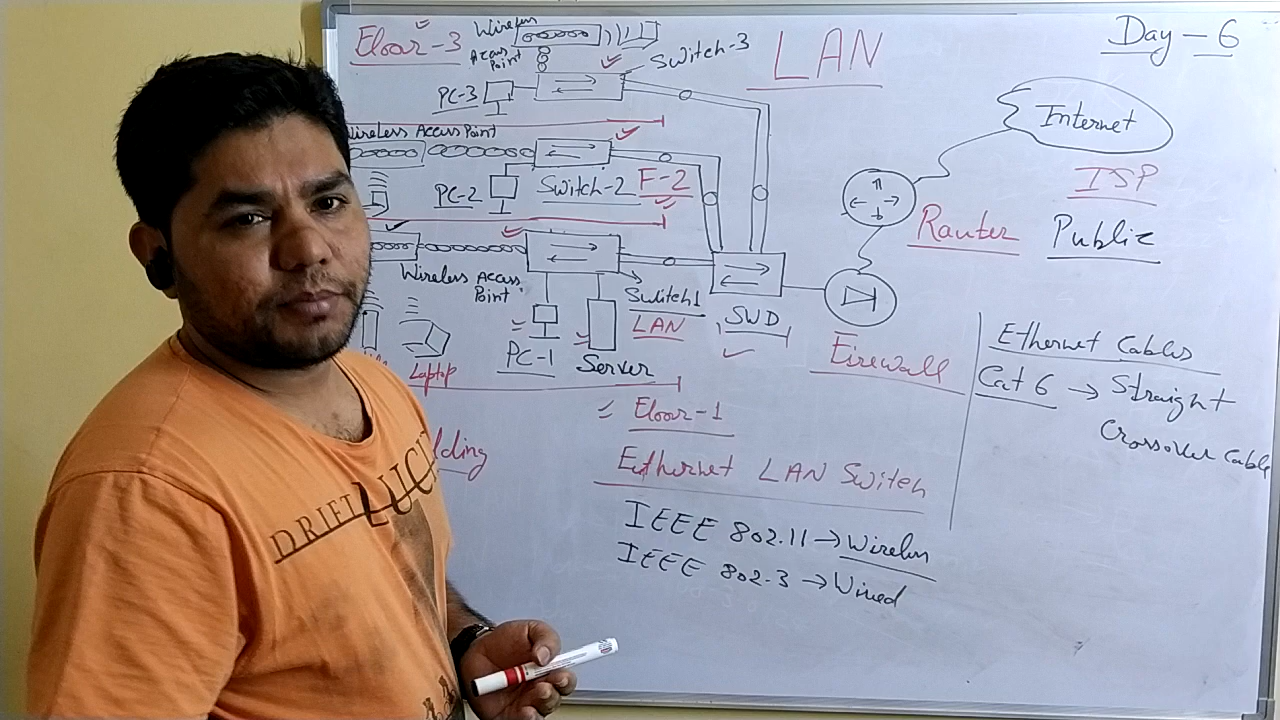 Floor-3
Wireless
Access
Point
Switch-3
LAN
Day-6
PC-3
Internet
Wireless Access Point
PC-2
Switch-2
F-2
ISP
Router
Public
Wireless Access
Point
Switch1
LAN
SWD
PC-1
Server
Laptop
Firewall
Ethernet Cables
Cat 6 → Straight
Crossover Cable
Floor-1
lding
Ethernet LAN Switch
IEEE 802.11 → Wireless
IEEE 802.3 → Wired
DRIFT LUCI